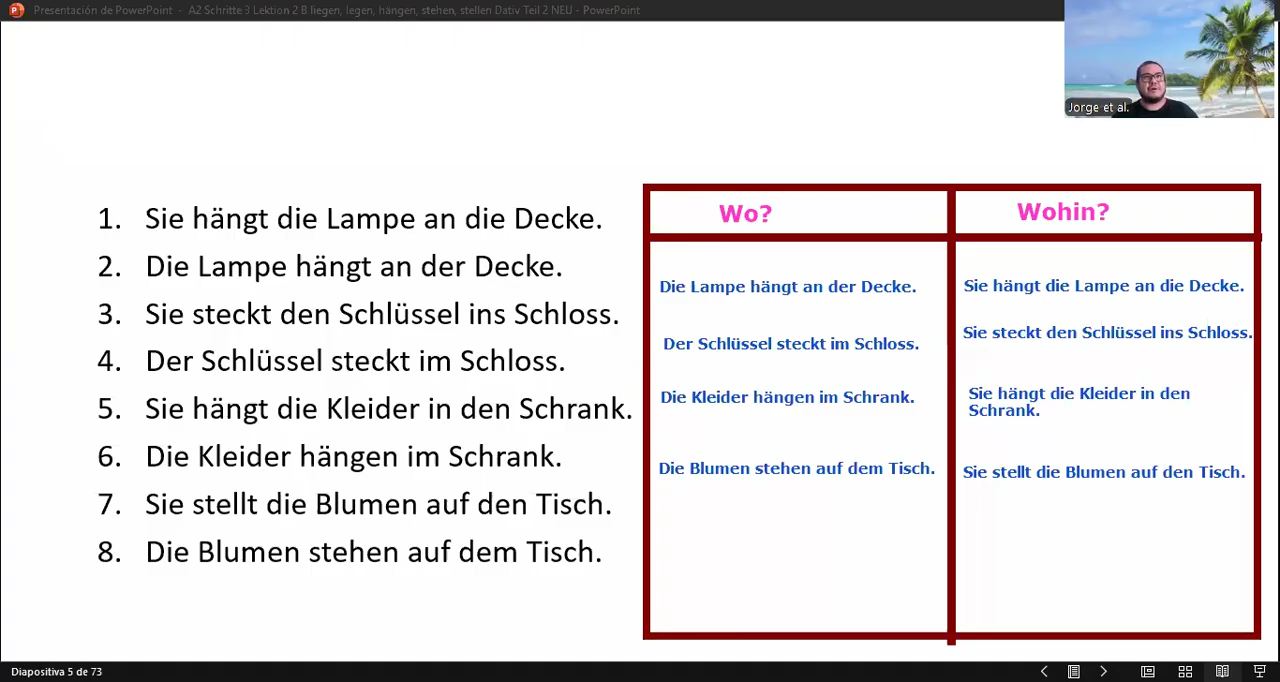 Presentación de PowerPoint - A2 Schritte 3 Lektion 2 B liegen, legen, hängen, stehen, stellen Dativ Teil 2 NEU - PowerPoint
Jorge et al.
1. Sie hängt die Lampe an die Decke.
2. Die Lampe hängt an der Decke.
3. Sie steckt den Schlüssel ins Schloss.
4. Der Schlüssel steckt im Schloss.
5. Sie hängt die Kleider in den Schrank.
6. Die Kleider hängen im Schrank.
7. Sie stellt die Blumen auf den Tisch.
8. Die Blumen stehen auf dem Tisch.
Wo?
Wohin?
Die Lampe hängt an der Decke.
Sie hängt die Lampe an die Decke.
Der Schlüssel steckt im Schloss.
Sie steckt den Schlüssel ins Schloss.
Die Kleider hängen im Schrank.
Sie hängt die Kleider in den
Schrank.
Die Blumen stehen auf dem Tisch.
Sie stellt die Blumen auf den Tisch.
Diapositiva 5 de 73